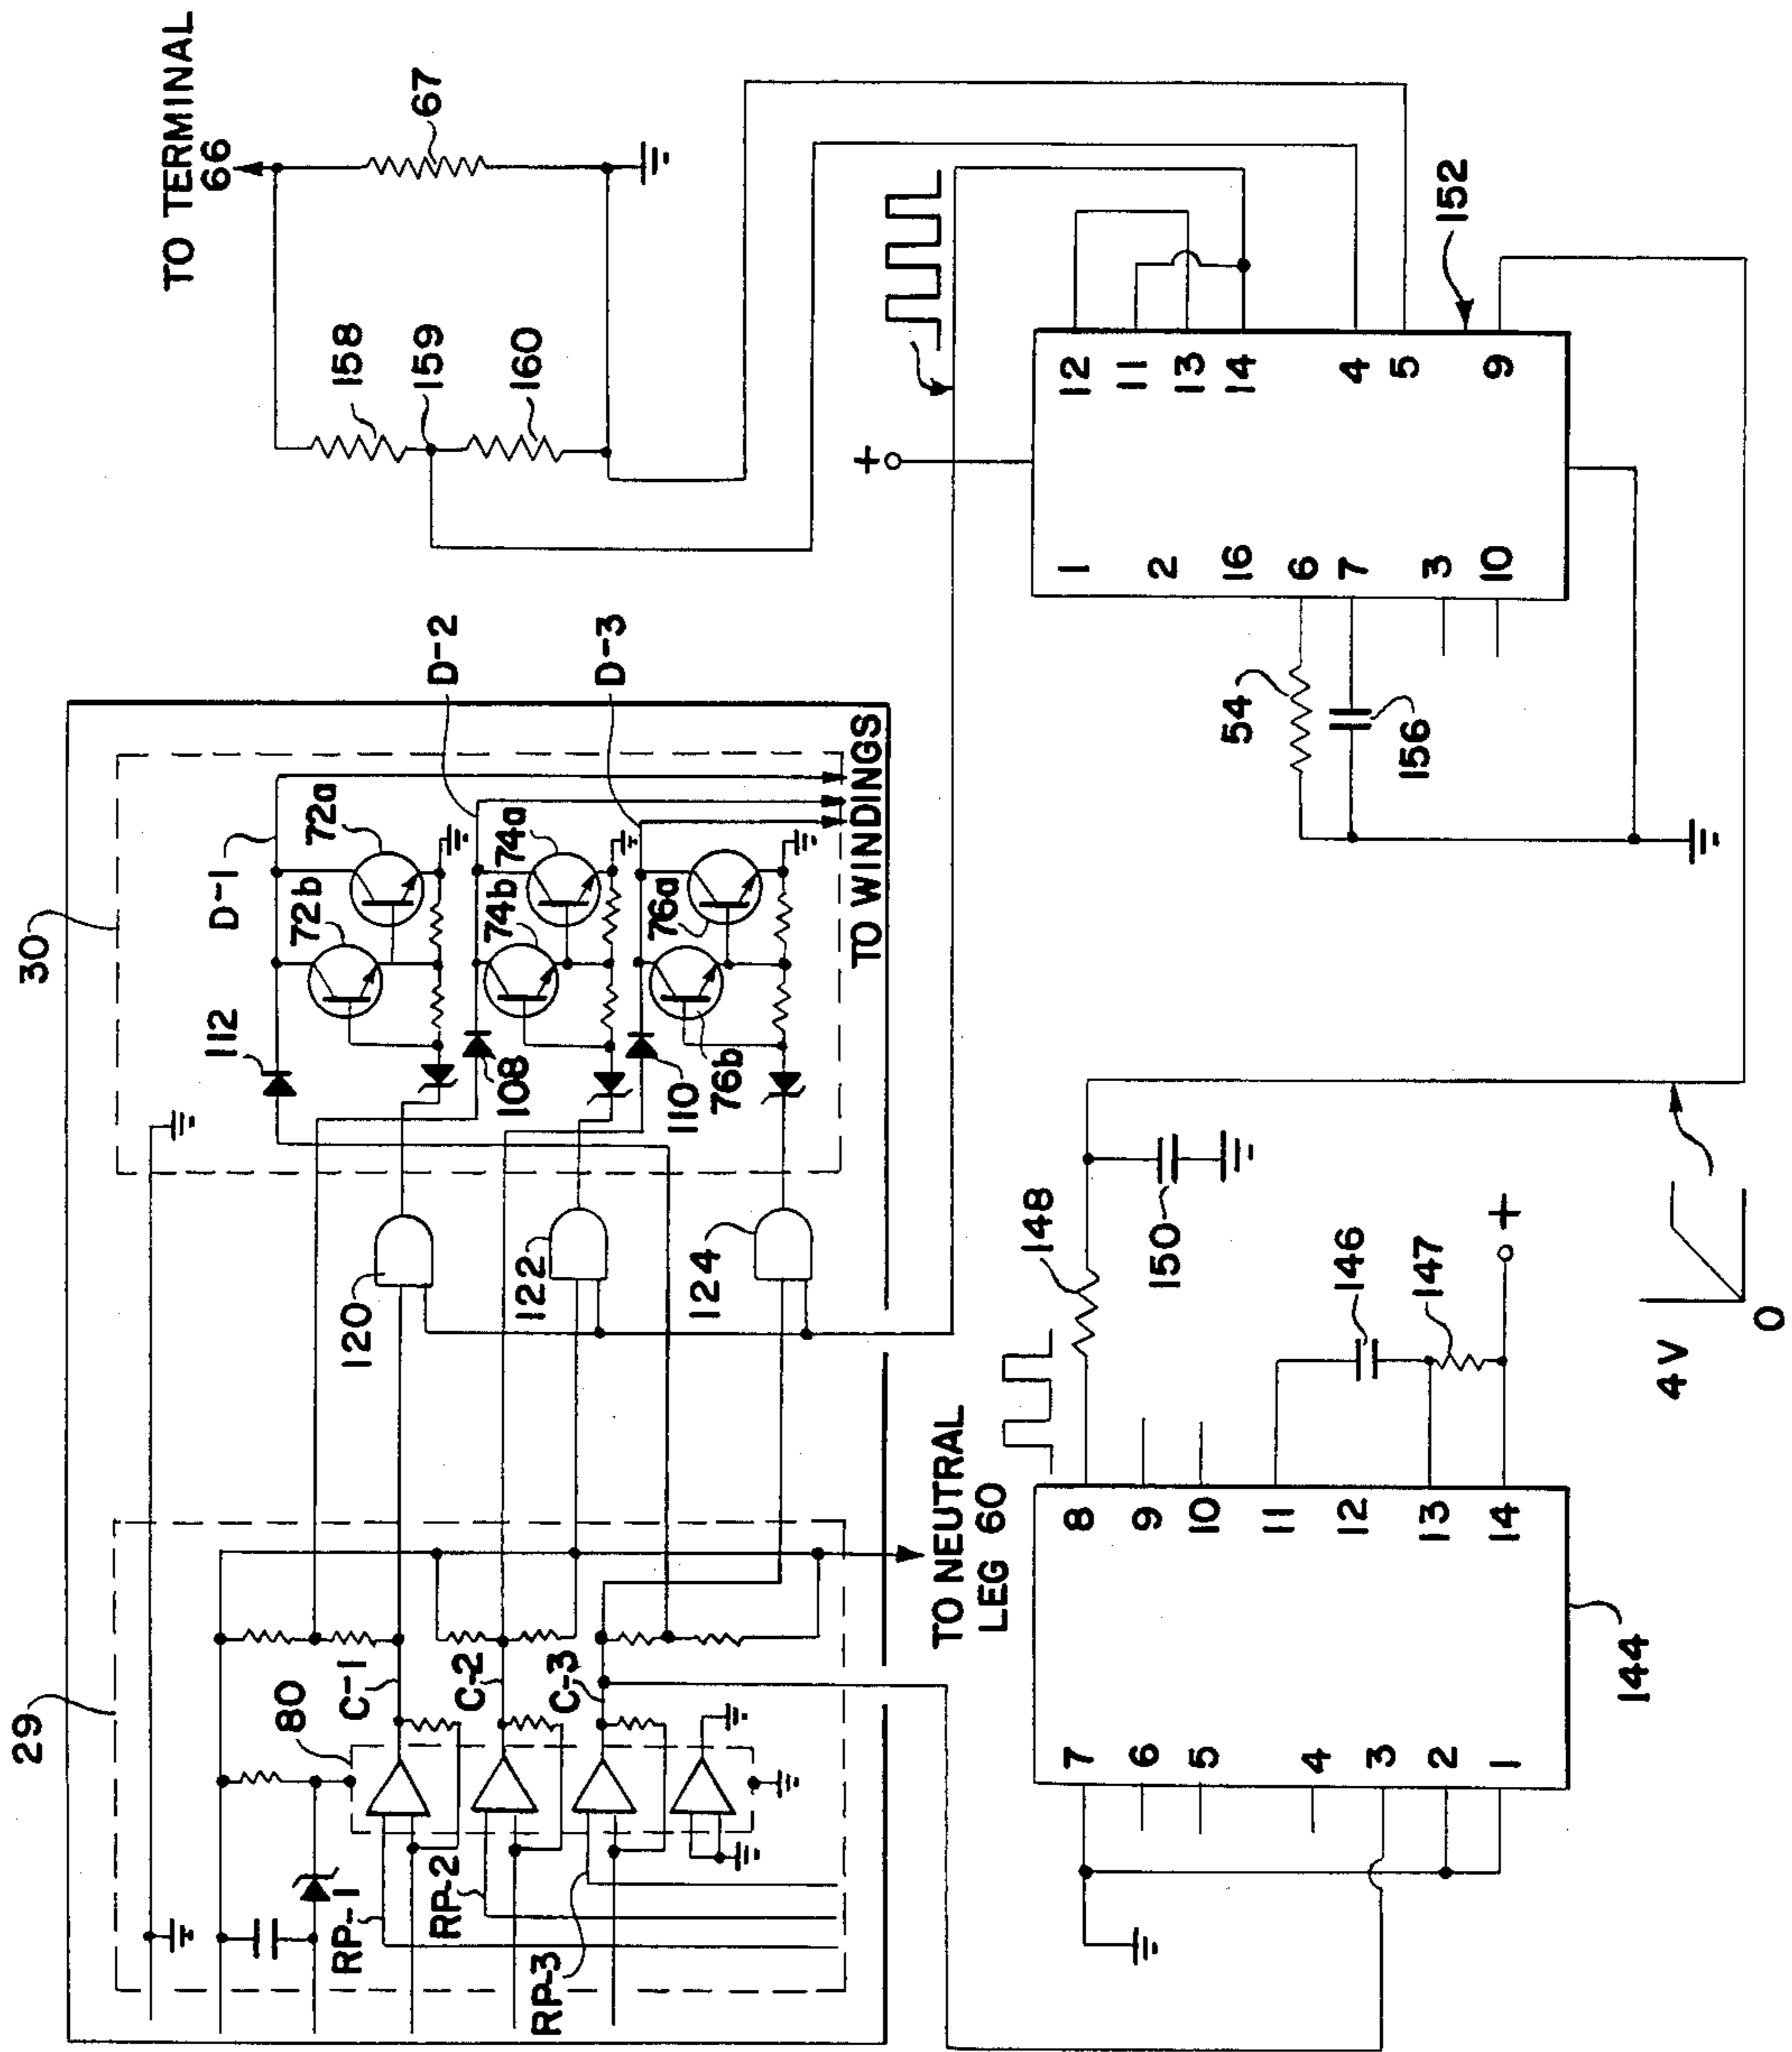 TO TERMINAL
66
67
158
159
160
30
D-1
D-2
D-3
72a
72b
112
74a
74b
108
76a
76b
110
TO WINDINGS
120
122
124
29
80
C-1
C-2
C-3
RP-1
RP-2
RP-3
TO NEUTRAL
LEG 60
+
1
2
16
6
7
3
10
12
11
13
14
4
5
9
152
54
156
148
150
146
147
+
4V
0
7
6
5
4
3
2
1
8
9
10
11
12
13
14
144